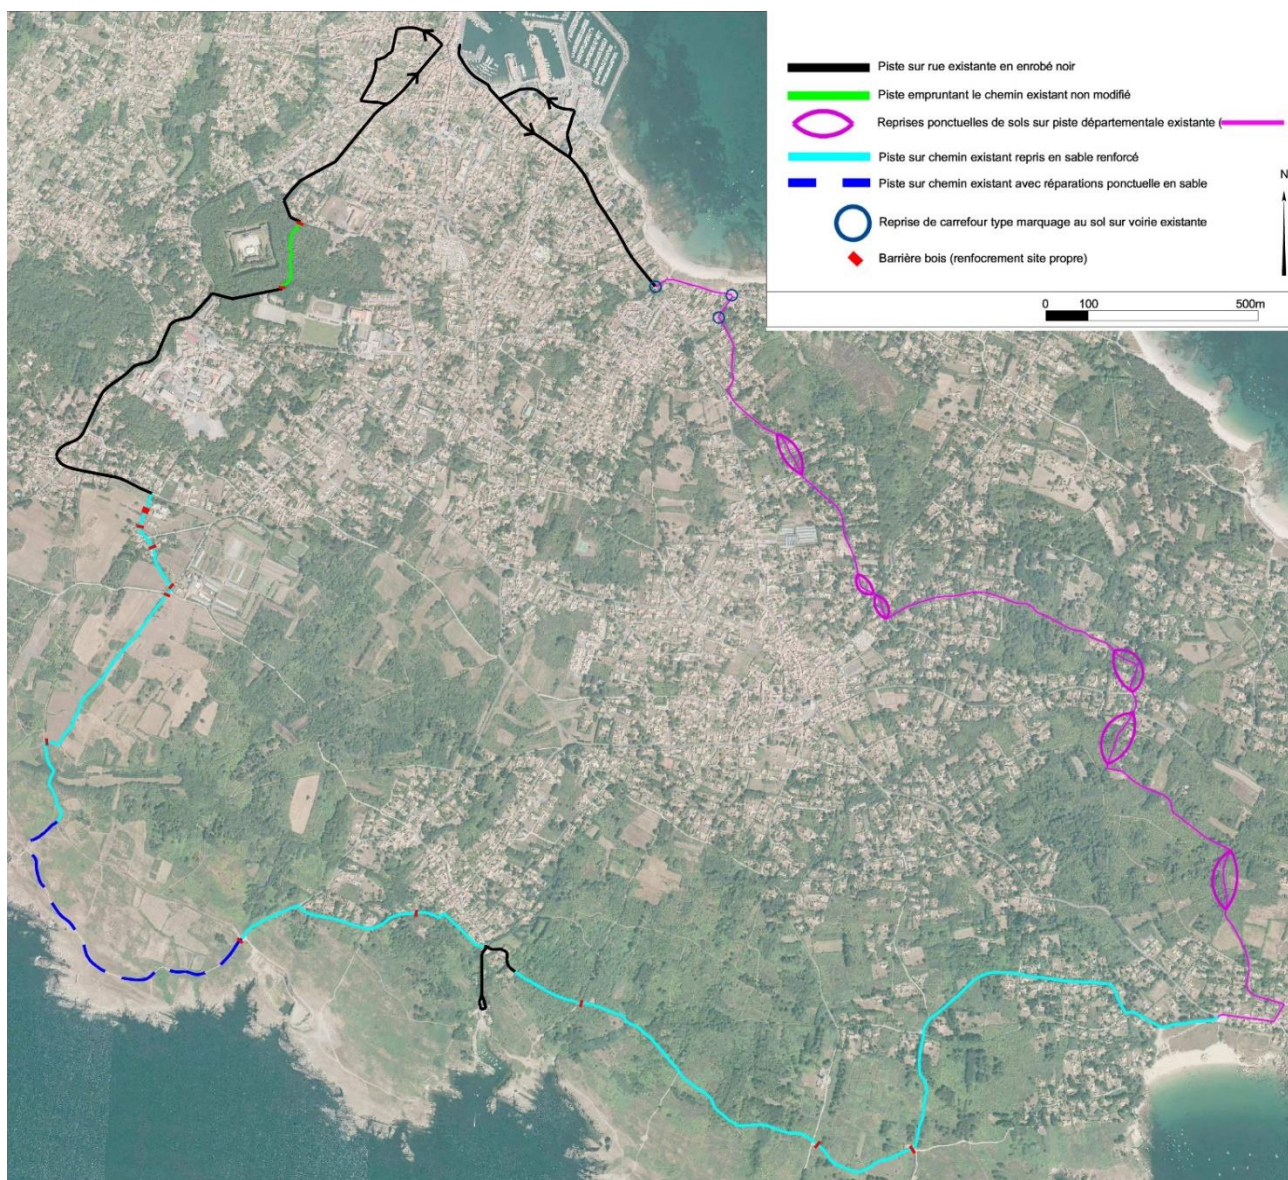 Piste sur rue existante en enrobé noir
Piste empruntant le chemin existant non modifié
Reprises ponctuelles de sols sur piste départementale existante (
Piste sur chemin existant repris en sable renforcé
Piste sur chemin existant avec réparations ponctuelle en sable
N
Reprise de carrefour type marquage au sol sur voirie existante
Barrière bois (renfocrement site propre)
0 100 500m